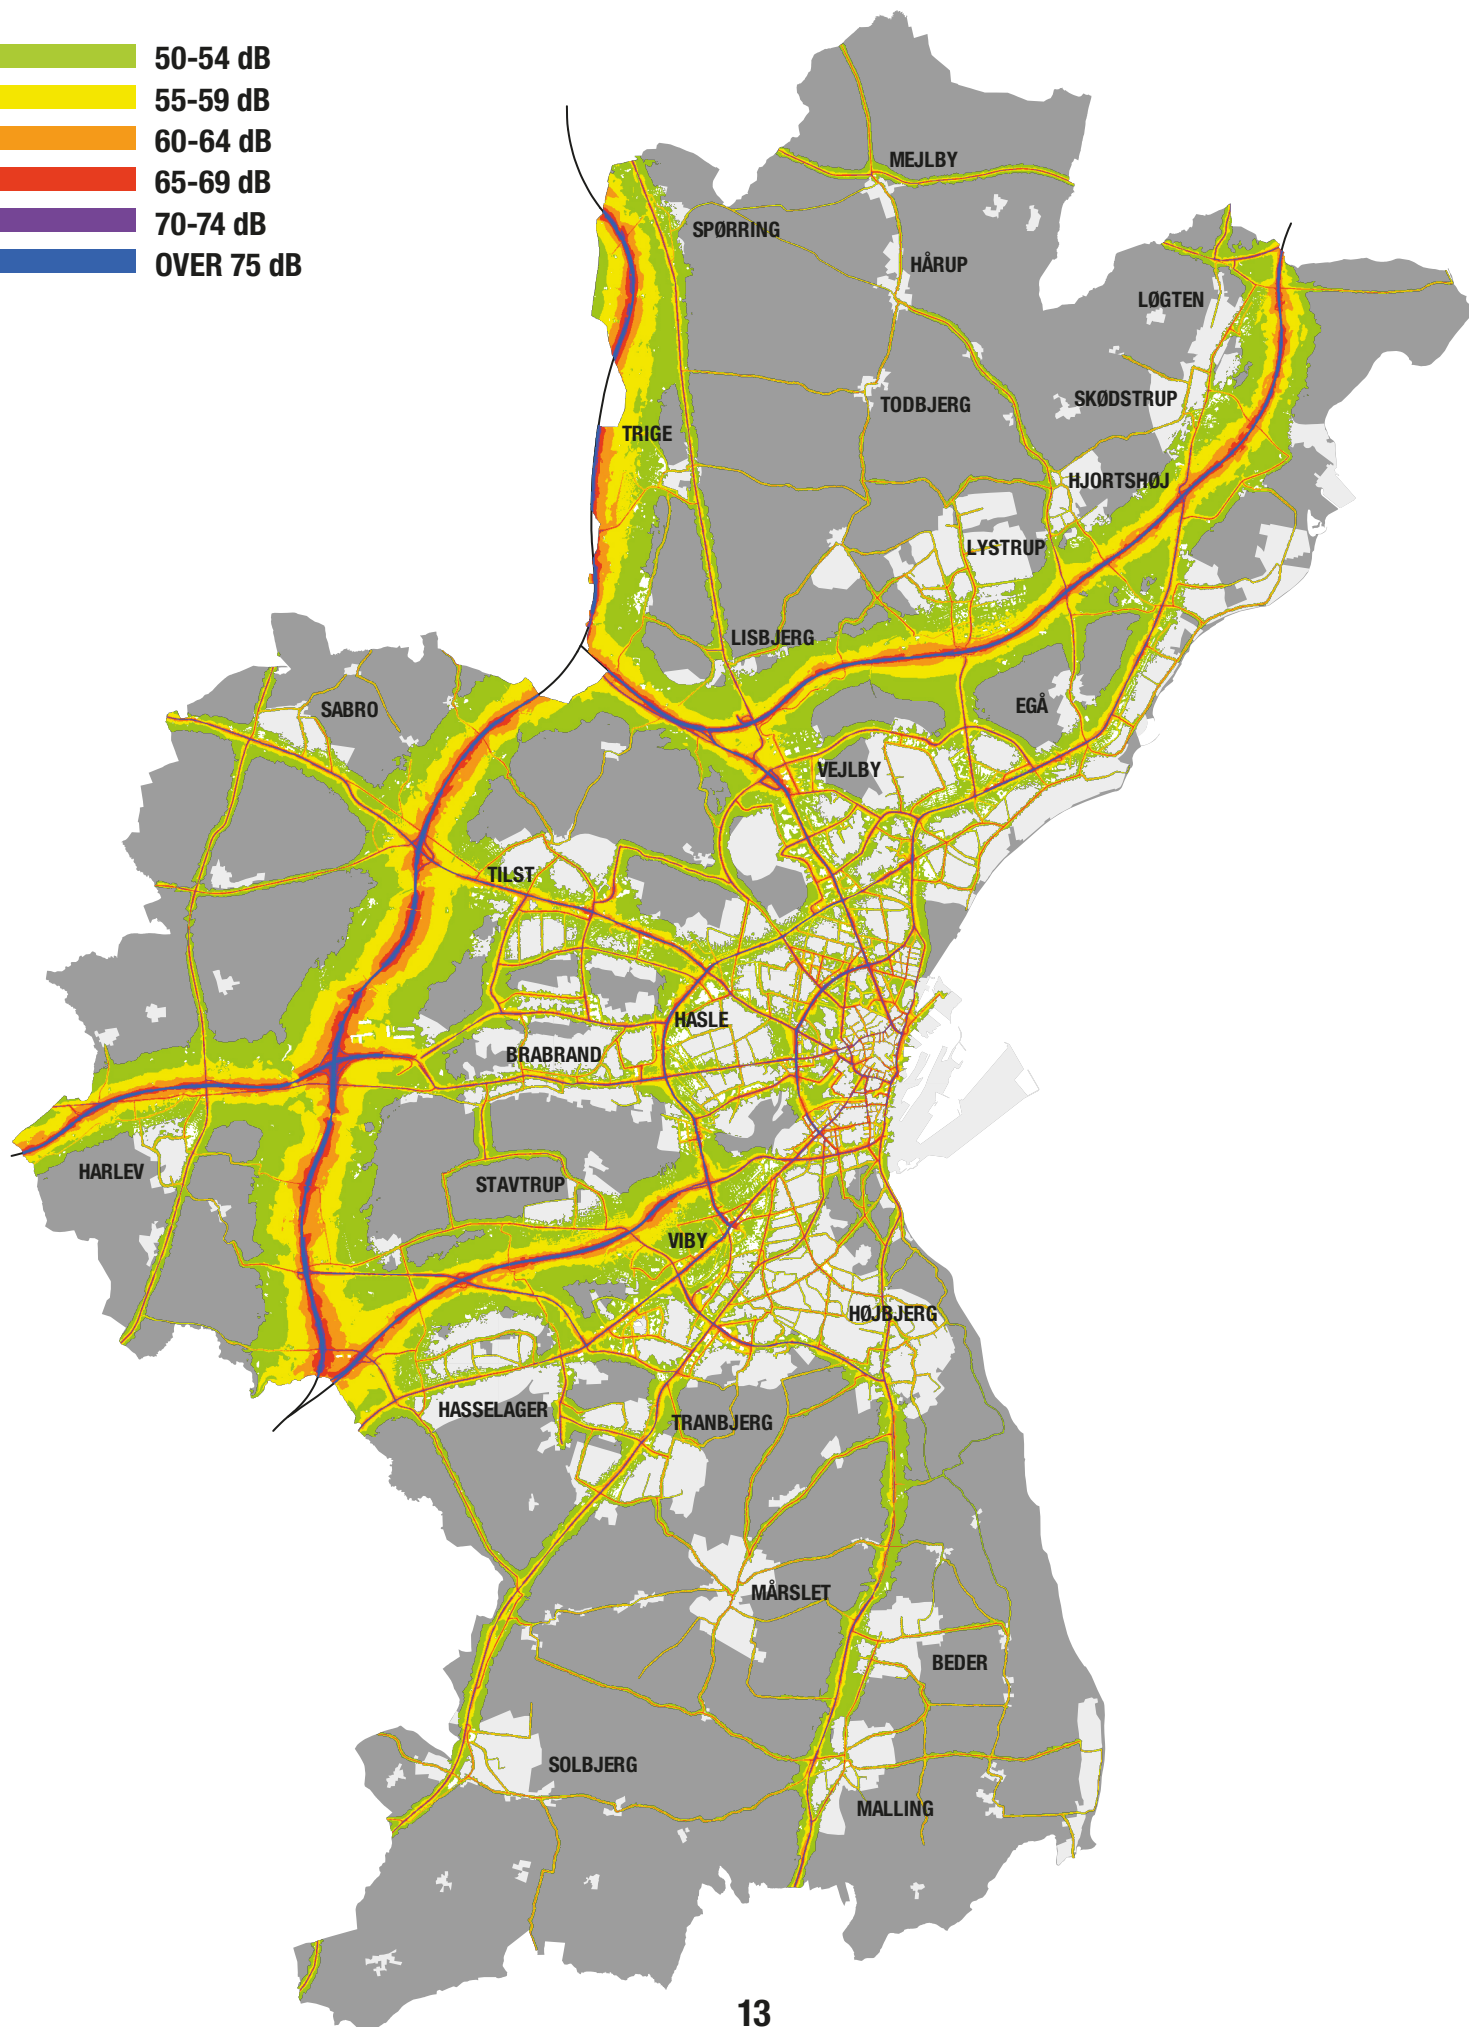 50-54 dB
55-59 dB
60-64 dB
65-69 dB
70-74 dB
OVER 75 dB
MEJLBY
SPØRRING
HÅRUP
LØGTEN
TODBJERG
SKØDSTRUP
TRIGE
HJORTSHØJ
LYSTRUP
LISBJERG
SABRO
EGÅ
VEJLBY
TILST
HASLE
BRABRAND
HARLEV
STAVTRUP
VIBY
HØJBJERG
HASSELAGER
TRANBJERG
MÅRSLET
BEDER
SOLBJERG
MALLING
13